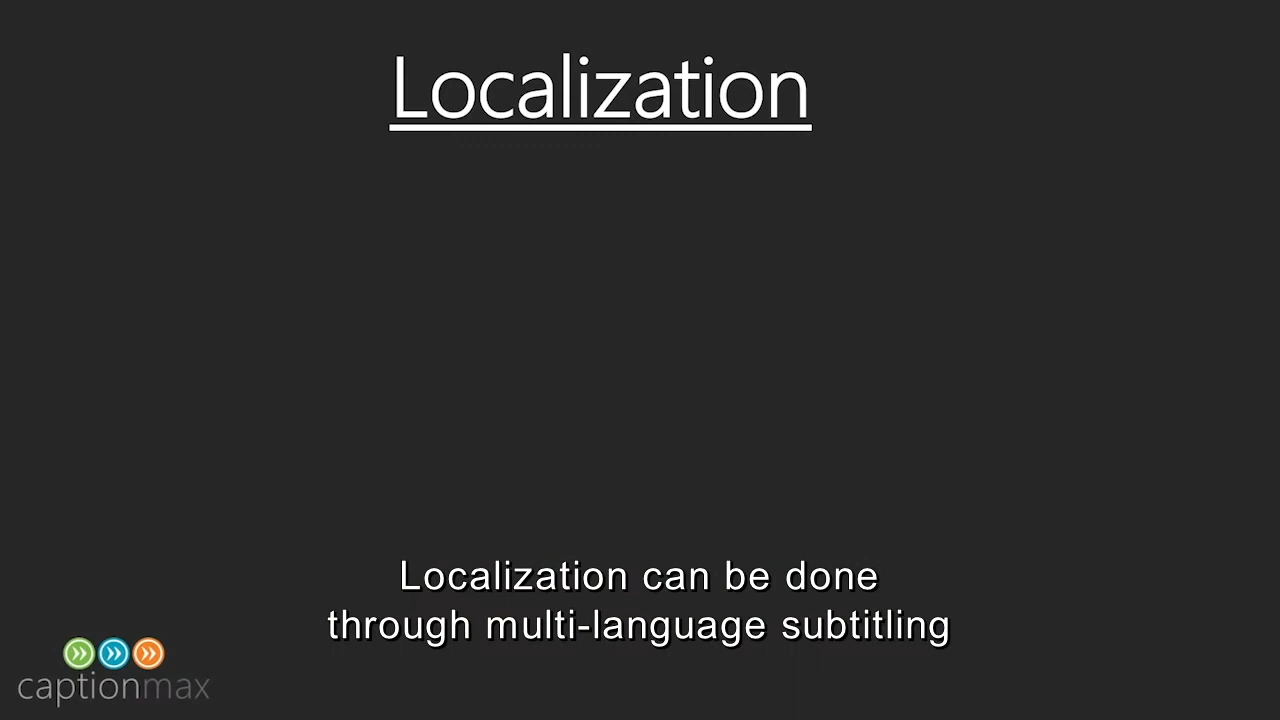 Localization
Localization can be done
through multi-language subtitling
captionmax